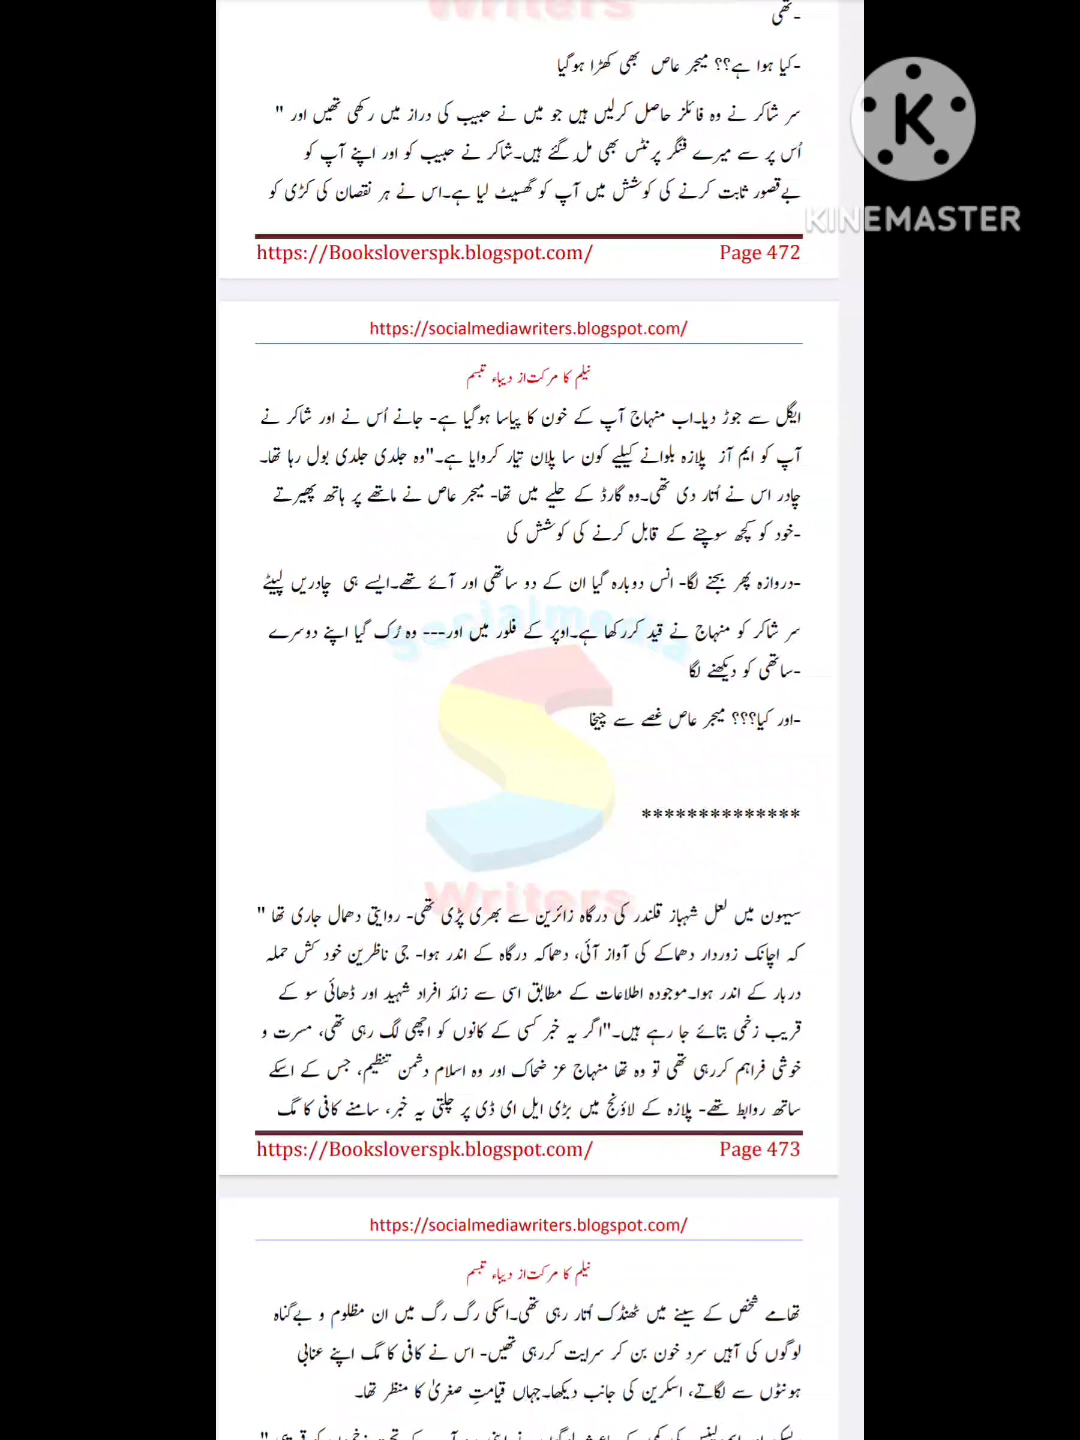 -تھی
-کیا ہوا ہے؟؟ میجر عاص بھی کھڑا ہوگیا
سر شاکر نے وہ فائلز حاصل کرلیں ہیں جو میں نے حبیب کی دراز میں رکھی تھیں اور "
اُس پر سے میرے فنگر پرنٹس بھی مل گئے ہیں۔شاکر نے حبیب کو اور اپنے آپ کو
بےقصور ثابت کرنے کی کوشش میں آپ کو گھسیٹ لیا ہے۔اس نے ہر نقصان کی کڑی کو
https://Booksloverspk.blogspot.com/ Page 472
KINEMASTER
https://socialmediawriters.blogspot.com/
نیلم کا مرکت از دیباء تبسم
ایگل سے جوڑ دیا۔اب منہاج آپ کے خون کا پیاسا ہوگیا ہے- جانے اُس نے اور شاکر نے
آپ کو ایم آز پلازہ بلوانے کیلیے کون سا پلان تیار کروایا ہے۔"وہ جلدی جلدی بول رہا تھا۔
چادر اس نے اُتار دی تھی۔وہ گارڈ کے حلیے میں تھا- میجر عاص نے ماتھے پر ہاتھ پھیرتے
-خود کو کچھ سوچنے کے قابل کرنے کی کوشش کی
-دروازہ پھر بجنے لگا- انس دوبارہ گیا ان کے دو ساتھی اور آئے تھے۔ایسے ہی چادریں لپیٹے
سر شاکر کو منہاج نے قید کررکھا ہے۔اوپر کے فلور میں اور--- وہ رُک گیا اپنے دوسرے
-ساتھی کو دیکھنے لگا
-اور کیا؟؟؟ میجر عاص غصے سے چیخا
**************
socialmedia
Writers
سیہون میں لعل شہباز قلندر کی درگاہ زائرین سے بھری پڑی تھی- روایتی دھمال جاری تھا "
کہ اچانک زوردار دھماکے کی آواز آئی، دھماکہ درگاہ کے اندر ہوا- جی ناظرین خود کش حملہ
دربار کے اندر ہوا۔موجودہ اطلاعات کے مطابق اسی سے زائد افراد شہید اور ڈھائی سو کے
قریب زخمی بتائے جا رہے ہیں۔"اگر یہ خبر کسی کے کانوں کو اچھی لگ رہی تھی، مسرت و
خوشی فراہم کررہی تھی تو وہ تھا منہاج عز ضحاک اور وہ اسلام دشمن تنظیم، جس کے اسکے
ساتھ روابط تھے- پلازہ کے لاؤنج میں بڑی ایل ای ڈی پر چلتی یہ خبر، سامنے کافی کا مگ
https://Booksloverspk.blogspot.com/ Page 473
https://socialmediawriters.blogspot.com/
نیلم کا مرکت از دیباء تبسم
تھامے شخص کے سینے میں ٹھنڈک اُتار رہی تھی۔اسکی رگ رگ میں ان مظلوم و بےگناہ
لوگوں کی آہیں سرد خون بن کر سرایت کررہی تھیں- اس نے کافی کا مگ اپنے عنابی
ہونٹوں سے لگاتے، اسکرین کی جانب دیکھا۔جہاں قیامتِ صغریٰ کا منظر تھا۔